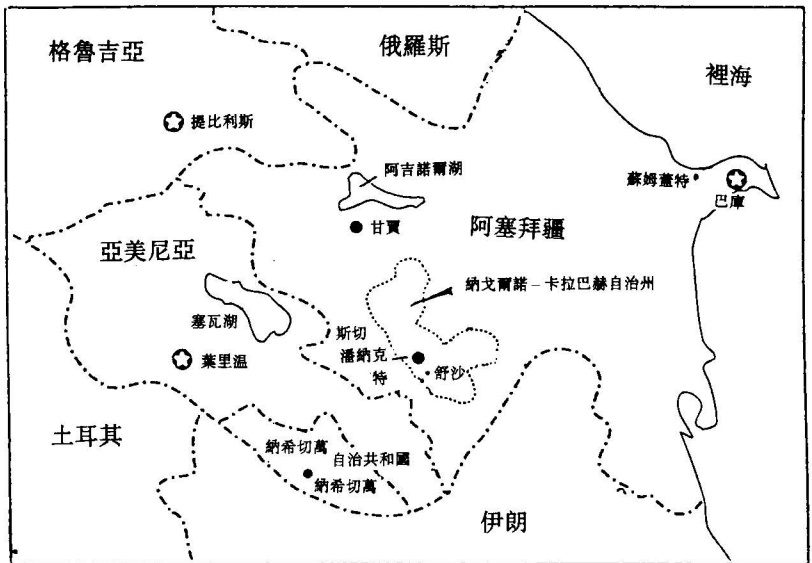 格魯吉亞
俄羅斯
裡海
提比利斯
阿吉諾爾湖
蘇姆蓋特
巴庫
甘賈
阿塞拜疆
亞美尼亞
納戈爾諾–卡拉巴赫自治州
塞瓦湖
斯切
潘納克
特
舒沙
葉里温
土耳其
納希切萬
自治共和國
納希切萬
伊朗